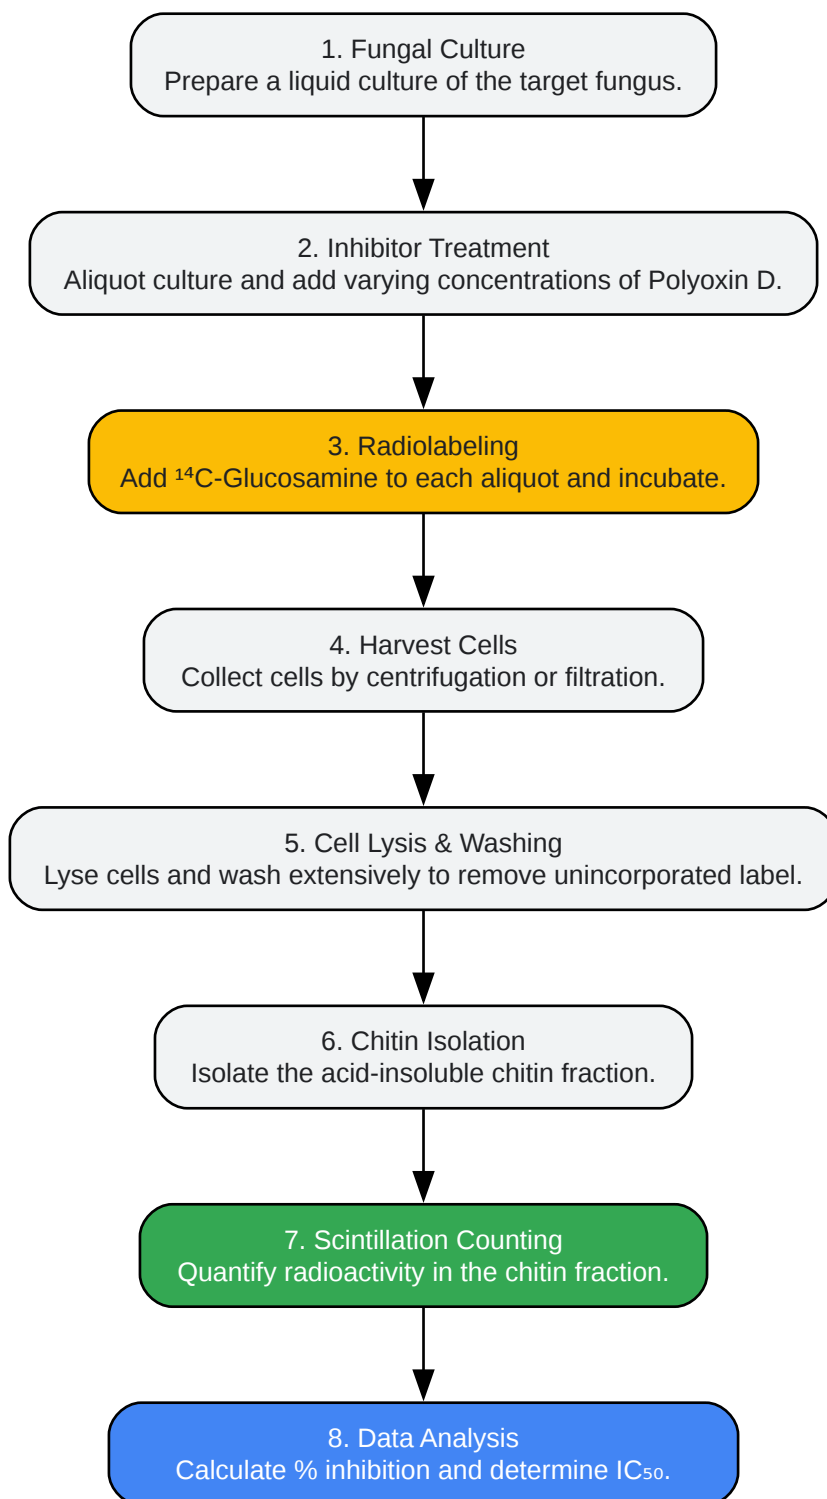 1. Fungal Culture
Prepare a liquid culture of the target fungus.
2. Inhibitor Treatment
Aliquot culture and add varying concentrations of Polyoxin D.
3. Radiolabeling
Add ¹⁴C-Glucosamine to each aliquot and incubate.
4. Harvest Cells
Collect cells by centrifugation or filtration.
5. Cell Lysis & Washing
Lyse cells and wash extensively to remove unincorporated label.
6. Chitin Isolation
Isolate the acid-insoluble chitin fraction.
7. Scintillation Counting
Quantify radioactivity in the chitin fraction.
8. Data Analysis
Calculate % inhibition and determine IC₅₀.